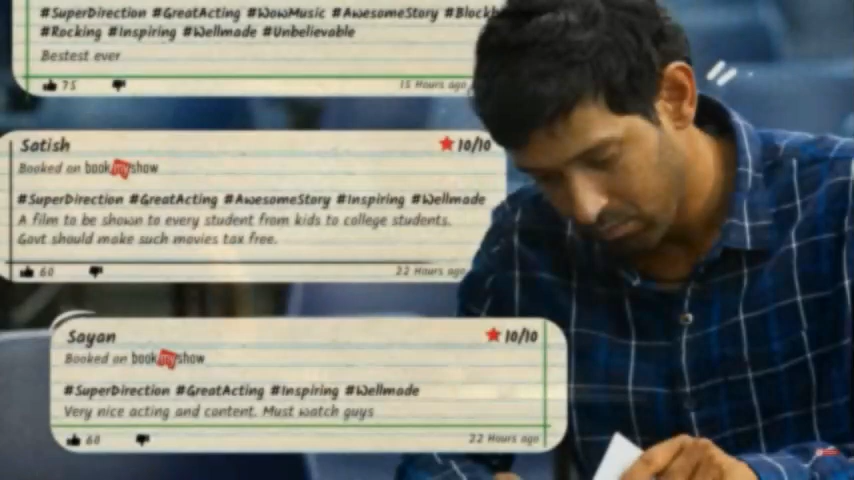 #SuperDirection #GreatActing #WowMusic #AwesomeStory #Blockb
#Rocking #Inspiring #Wellmade #Unbelievable
Bestest ever
75
15 Hours ago
Satish
10/10
Booked on bookmyshow
#SuperDirection #GreatActing #AwesomeStory #Inspiring #Wellmade
A film to be shown to every student from kids to college students.
Govt should make such movies tax free.
60
22 Hours ago
Sayan
10/10
Booked on bookmyshow
#SuperDirection #GreatActing #Inspiring #Wellmade
Very nice acting and content. Must watch guys
60
22 Hours ago